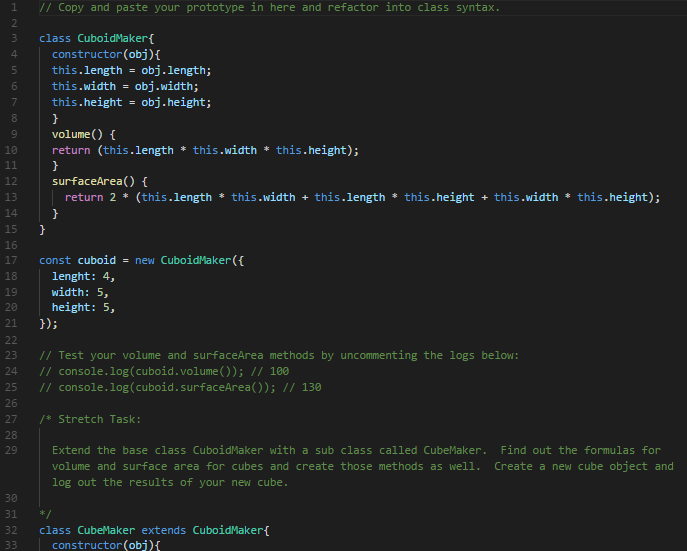 1 // Copy and paste your prototype in here and refactor into class syntax.
2
3 class CuboidMaker{
4 constructor(obj){
5 this.length = obj.length;
6 this.width = obj.width;
7 this.height = obj.height;
8 }
9 volume() {
10 return (this.length * this.width * this.height);
11 }
12 surfaceArea() {
13 return 2 * (this.length * this.width + this.length * this.height + this.width * this.height);
14 }
15 }
16
17 const cuboid = new CuboidMaker({
18 lenght: 4,
19 width: 5,
20 height: 5,
21 });
22
23 // Test your volume and surfaceArea methods by uncommenting the logs below:
24 // console.log(cuboid.volume()); // 100
25 // console.log(cuboid.surfaceArea()); // 130
26
27 /* Stretch Task:
28
29 Extend the base class CuboidMaker with a sub class called CubeMaker.  Find out the formulas for
volume and surface area for cubes and create those methods as well.  Create a new cube object and
log out the results of your new cube.
30
31 */
32 class CubeMaker extends CuboidMaker{
33 constructor(obj){